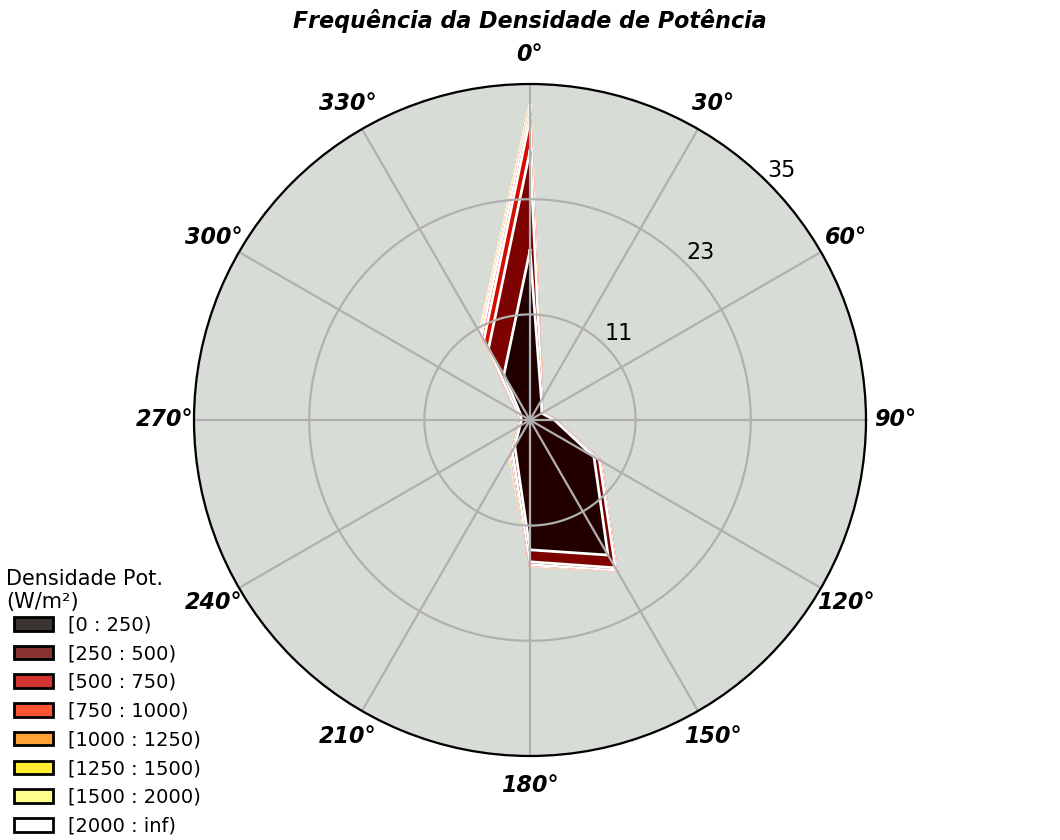 Frequência da Densidade de Potência
0°
330°
30°
35
300°
60°
23
11
270°
90°
240°
120°
210°
150°
180°
Densidade Pot.
(W/m²)
[0 : 250)
[250 : 500)
[500 : 750)
[750 : 1000)
[1000 : 1250)
[1250 : 1500)
[1500 : 2000)
[2000 : inf)